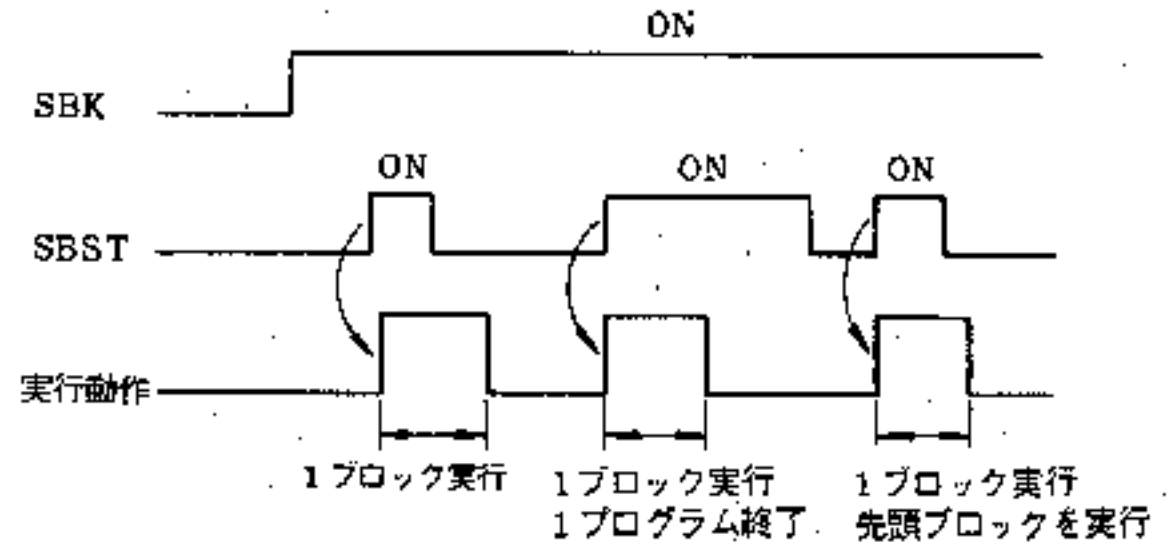 ON
SBK
ON ON ON
SBST
実行動作
1ブロック実行 1ブロック実行 1ブロック実行
1プログラム終了 先頭ブロックを実行